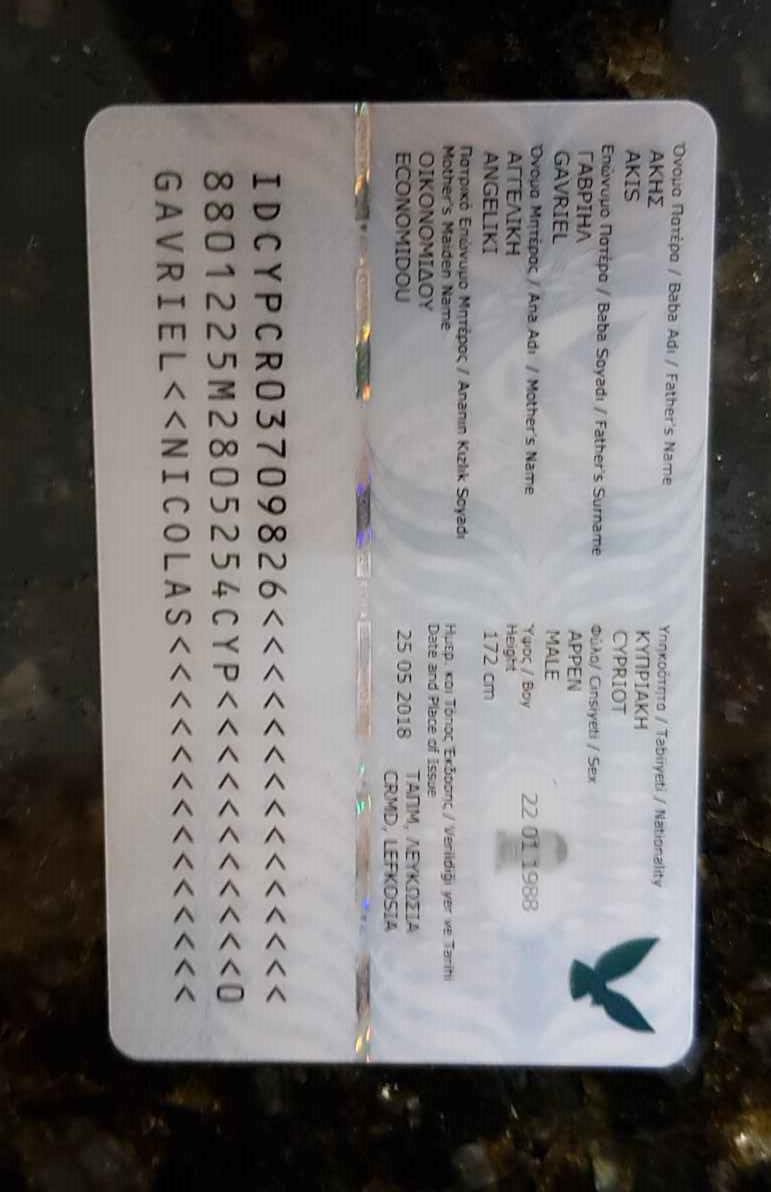 Όνομα Πατέρα / Baba Adı / Father's Name
ΑΚΗΣ
AKIS
Επώνυμο Πατέρα / Baba Soyadı / Father's Surname
ΓΑΒΡΙΗΛ
GAVRIEL
Όνομα Μητέρας / Ana Adı / Mother's Name
ΑΓΓΕΛΙΚΗ
ANGELIKI
Πατρικό Επώνυμο Μητέρας / Ananın Kızlık Soyadı
Mother's Maiden Name
ΟΙΚΟΝΟΜΙΔΟΥ
ECONOMIDOU
Υπηκοότητα / Tabiiyeti / Nationality
ΚΥΠΡΙΑΚΗ
CYPRIOT
Φύλο/ Cinsiyeti / Sex
ΑΡΡΕΝ
MALE
Ύψος / Boy
Height
172 cm
22 01 1988
Ημερ. και Τόπος Έκδοσης / Verildiği yer ve Tarihi
Date and Place of Issue
25 05 2018
ΤΑΠΜ, ΛΕΥΚΩΣΙΑ
CRMD, LEFKOSIA
IDCYPCR03709826<<<<<<<<<<<<<<<
8801225M2805254CYP<<<<<<<<<<<0
GAVRIEL<<NICOLAS<<<<<<<<<<<<<<